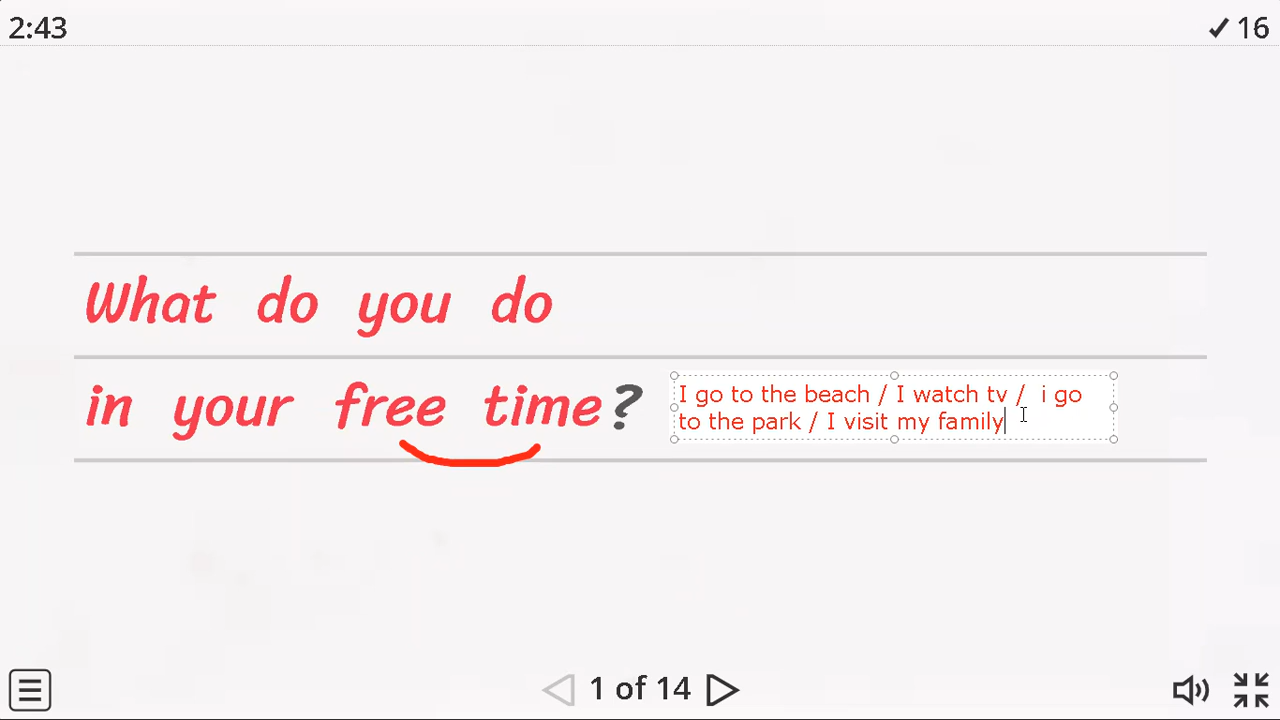 2:43
✓ 16
What do you do
in your free time?
I go to the beach / I watch tv / i go
to the park / I visit my family
1 of 14